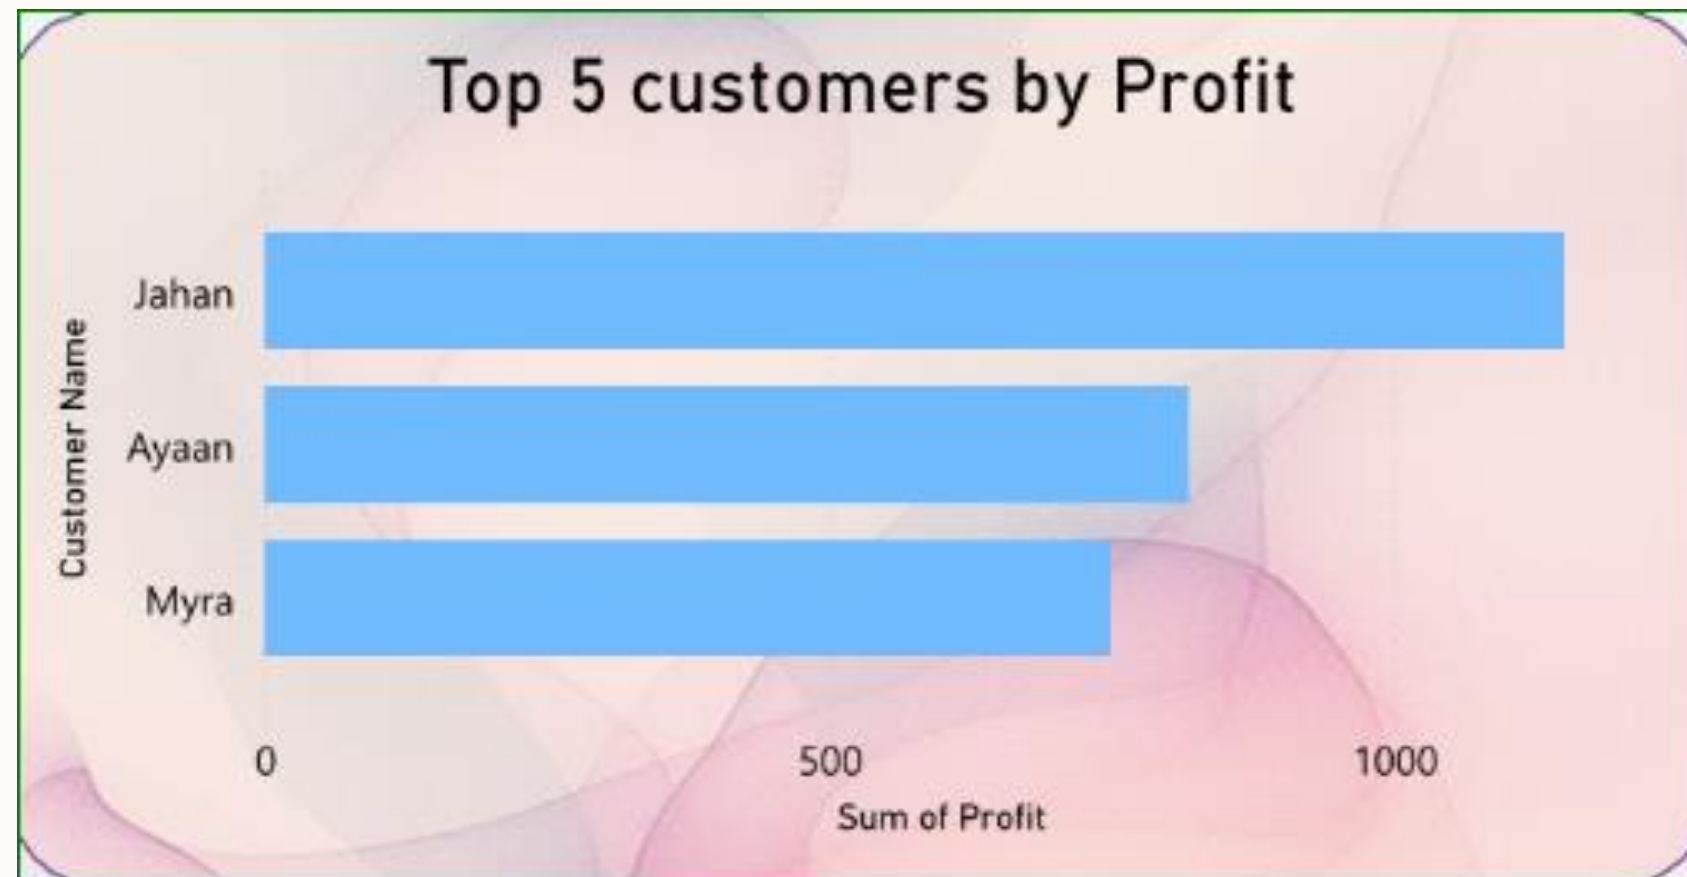 Top 5 customers by Profit
Customer Name
Jahan
Ayaan
Myra
0 500 1000
Sum of Profit